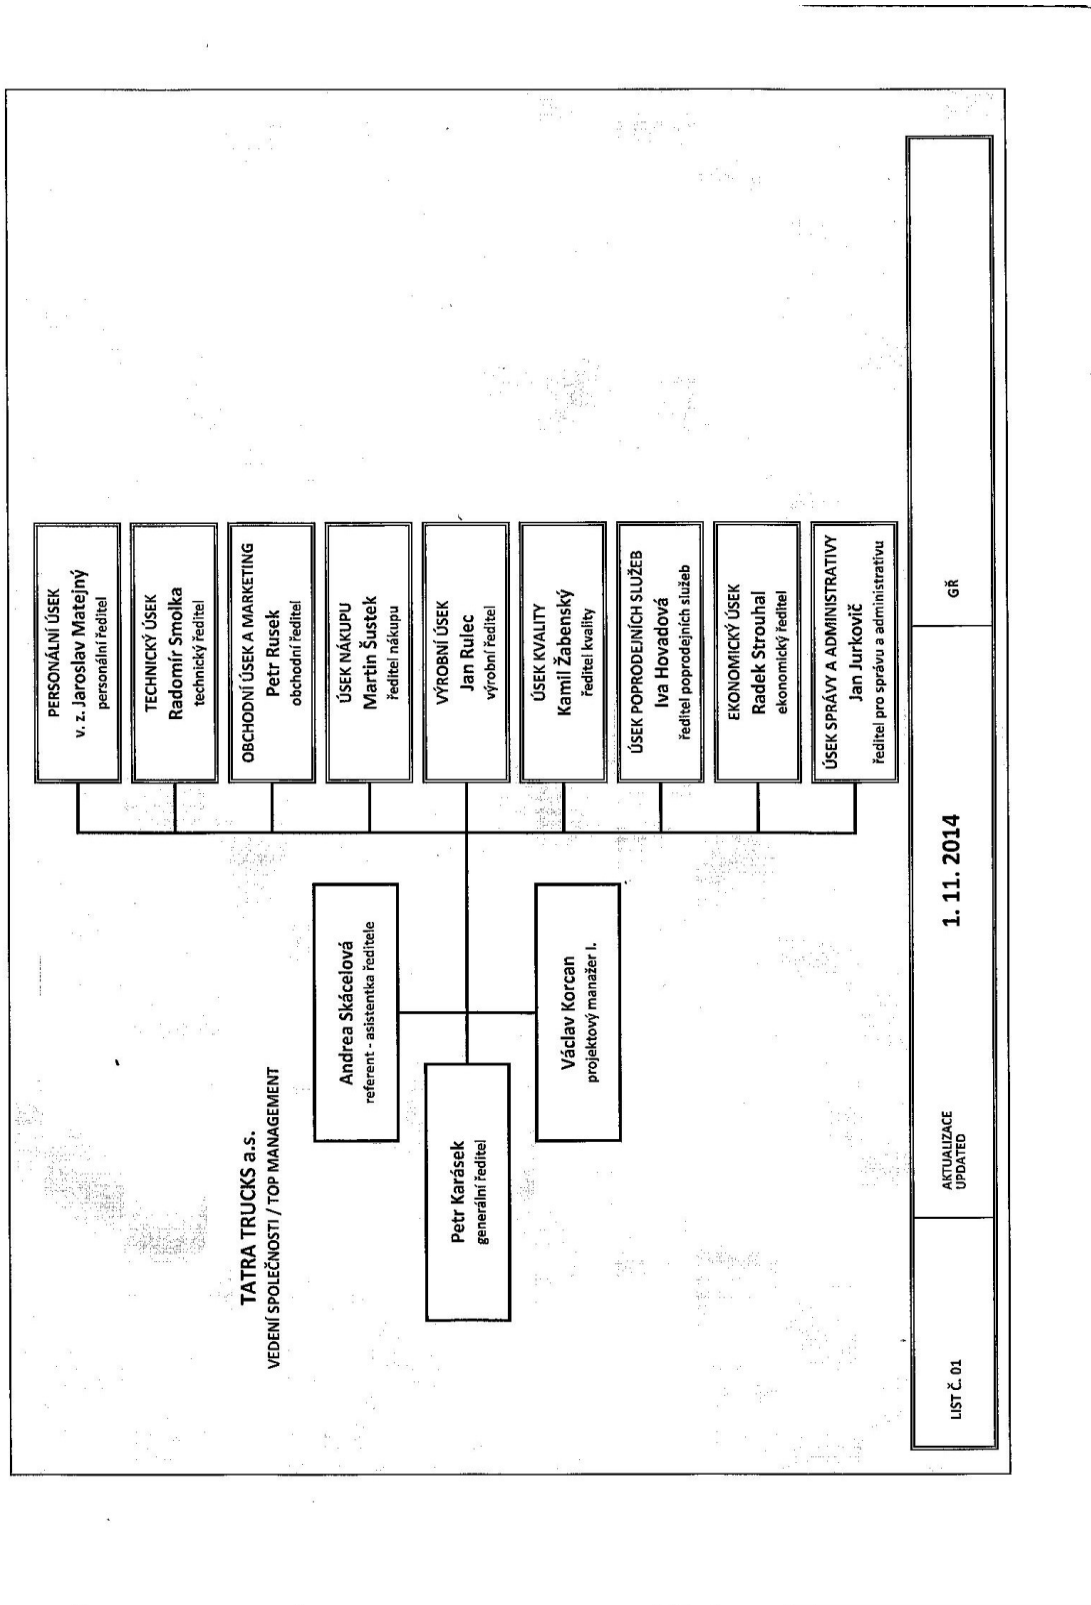 TATRA TRUCKS a.s.
VEDENÍ SPOLEČNOSTI / TOP MANAGEMENT
Petr Karásek
generální ředitel
Andrea Skácelová
referent - asistentka ředitele
Václav Korcan
projektový manažer I.
PERSONÁLNÍ ÚSEK
v. z. Jaroslav Matejný
personální ředitel
TECHNICKÝ ÚSEK
Radomír Smolka
technický ředitel
OBCHODNÍ ÚSEK A MARKETING
Petr Rusek
obchodní ředitel
ÚSEK NÁKUPU
Martin Šustek
ředitel nákupu
VÝROBNÍ ÚSEK
Jan Rulec
výrobní ředitel
ÚSEK KVALITY
Kamil Žabenský
ředitel kvality
ÚSEK POPRODEJNÍCH SLUŽEB
Iva Hovadová
ředitel poprodejních služeb
EKONOMICKÝ ÚSEK
Radek Strouhal
ekonomický ředitel
ÚSEK SPRÁVY A ADMINISTRATIVY
Jan Jurkovič
ředitel pro správu a administrativu
LIST Č. 01
AKTUALIZACE
UPDATED
1. 11. 2014
GŘ